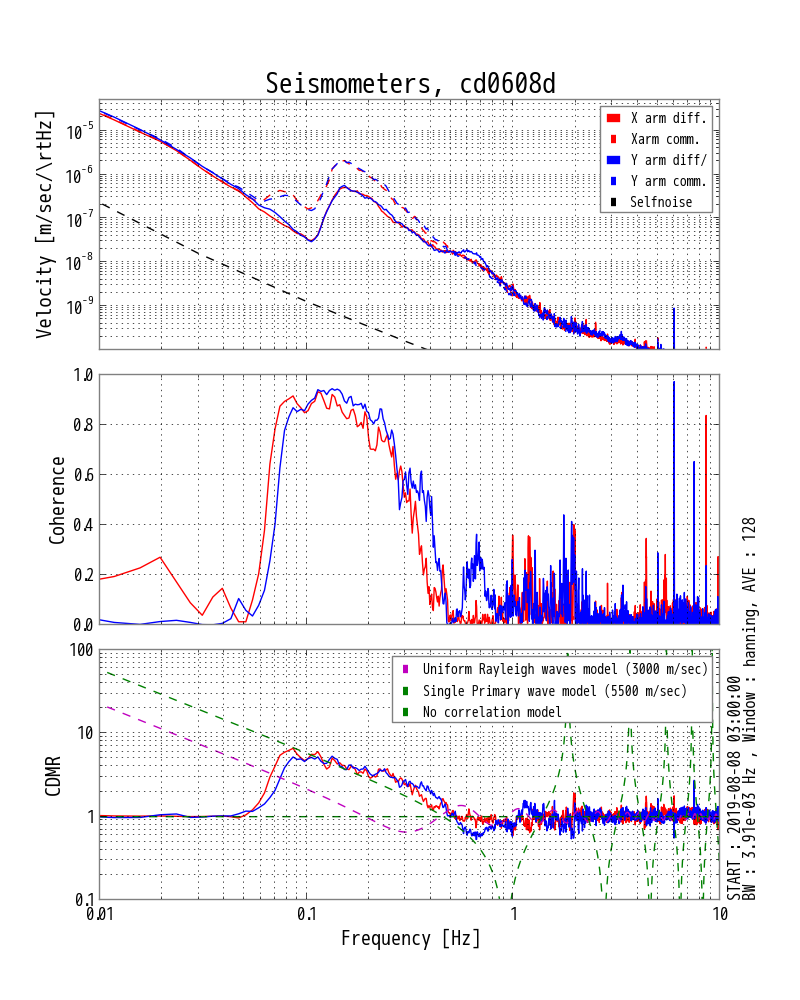 Seismometers, cd0608d
Velocity [m/sec/\rtHz]
10^-5
10^-6
10^-7
10^-8
10^-9
X arm diff.
Xarm comm.
Y arm diff/
Y arm comm.
Selfnoise
Coherence
1.0
0.8
0.6
0.4
0.2
0.0
CDMR
100
10
1
0.1
Uniform Rayleigh waves model (3000 m/sec)
Single Primary wave model (5500 m/sec)
No correlation model
0.01 0.1 1 10
Frequency [Hz]
START : 2019-08-08 03:00:00
BW : 3.91e-03 Hz , Window : hanning, AVE : 128